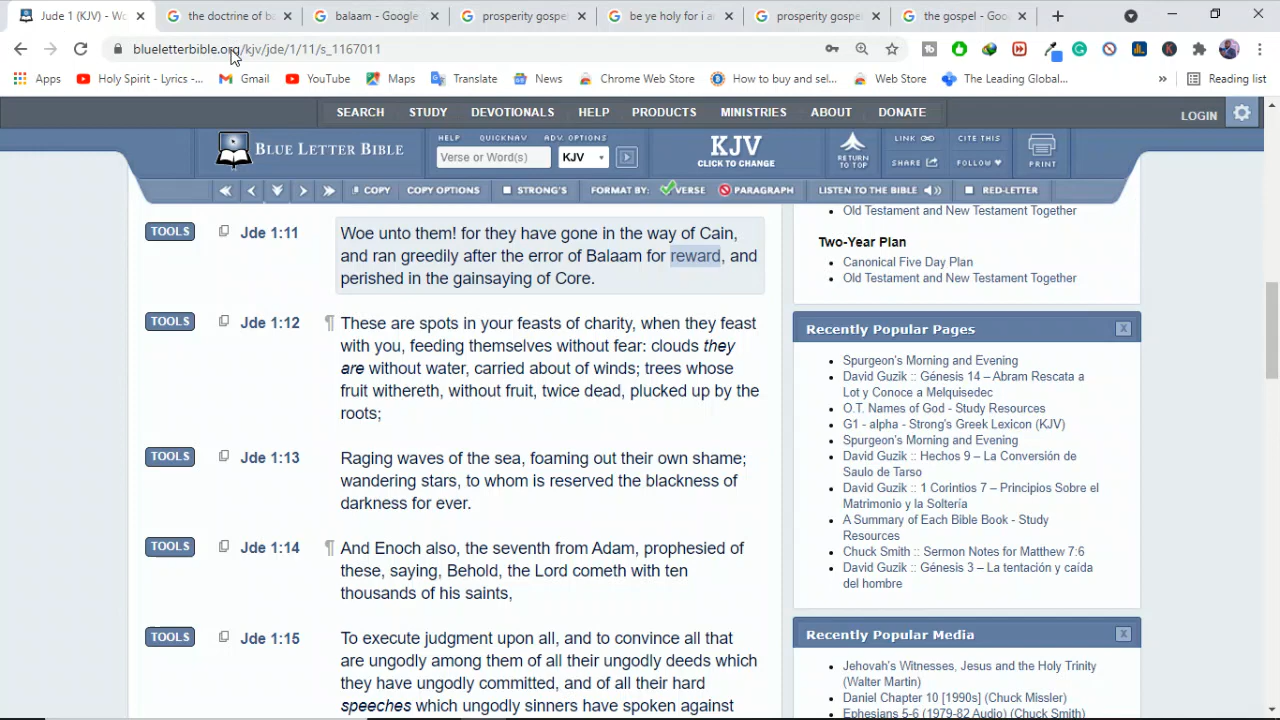 Jude 1 (KJV) - Wo
the doctrine of ba
balaam - Google
prosperity gospel
be ye holy for i a
prosperity gospel
the gospel - Goo
blueletterbible.org/kjv/jde/1/11/s_1167011
Apps
Holy Spirit - Lyrics -...
Gmail
YouTube
Maps
Translate
News
Chrome Web Store
How to buy and sel...
Web Store
The Leading Global...
»
Reading list
SEARCH STUDY DEVOTIONALS HELP PRODUCTS MINISTRIES ABOUT DONATE
LOGIN
BLUE LETTER BIBLE
HELP QUICKNAV ADV. OPTIONS
Verse or Word(s)
KJV
KJV
CLICK TO CHANGE
RETURN
TO TOP
LINK
CITE THIS
SHARE
FOLLOW
PRINT
COPY COPY OPTIONS STRONG'S FORMAT BY: VERSE PARAGRAPH LISTEN TO THE BIBLE RED-LETTER
TOOLS Jde 1:11 Woe unto them! for they have gone in the way of Cain,
and ran greedily after the error of Balaam for reward, and
perished in the gainsaying of Core.
TOOLS Jde 1:12 ¶ These are spots in your feasts of charity, when they feast
with you, feeding themselves without fear: clouds they
are without water, carried about of winds; trees whose
fruit withereth, without fruit, twice dead, plucked up by the
roots;
TOOLS Jde 1:13 Raging waves of the sea, foaming out their own shame;
wandering stars, to whom is reserved the blackness of
darkness for ever.
TOOLS Jde 1:14 ¶ And Enoch also, the seventh from Adam, prophesied of
these, saying, Behold, the Lord cometh with ten
thousands of his saints,
TOOLS Jde 1:15 To execute judgment upon all, and to convince all that
are ungodly among them of all their ungodly deeds which
they have ungodly committed, and of all their hard
speeches which ungodly sinners have spoken against
Old Testament and New Testament Together
Two-Year Plan
Canonical Five Day Plan
Old Testament and New Testament Together
Recently Popular Pages
Spurgeon's Morning and Evening
David Guzik :: Génesis 14 – Abram Rescata a
Lot y Conoce a Melquisedec
O.T. Names of God - Study Resources
G1 - alpha - Strong's Greek Lexicon (KJV)
Spurgeon's Morning and Evening
David Guzik :: Hechos 9 – La Conversión de
Saulo de Tarso
David Guzik :: 1 Corintios 7 – Principios Sobre el
Matrimonio y la Soltería
A Summary of Each Bible Book - Study
Resources
Chuck Smith :: Sermon Notes for Matthew 7:6
David Guzik :: Génesis 3 – La tentación y caída
del hombre
Recently Popular Media
Jehovah's Witnesses, Jesus and the Holy Trinity
(Walter Martin)
Daniel Chapter 10 [1990s] (Chuck Missler)
Ephesians 5-6 (1979-82 Audio) (Chuck Smith)